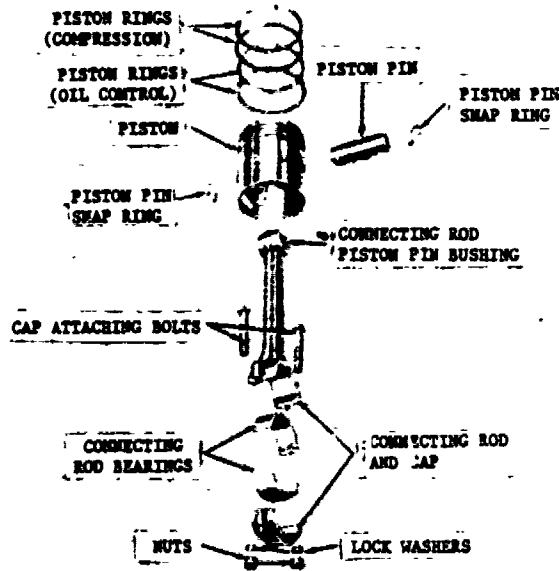 PISTON RINGS
(COMPRESSION)
PISTON RINGS
(OIL CONTROL)
PISTON PIN
PISTON PIN
SNAP RING
PISTON
PISTON PIN
SNAP RING
CONNECTING ROD
PISTON PIN BUSHING
CAP ATTACHING BOLTS
CONNECTING
ROD BEARINGS
CONNECTING ROD
AND CAP
NUTS
LOCK WASHERS